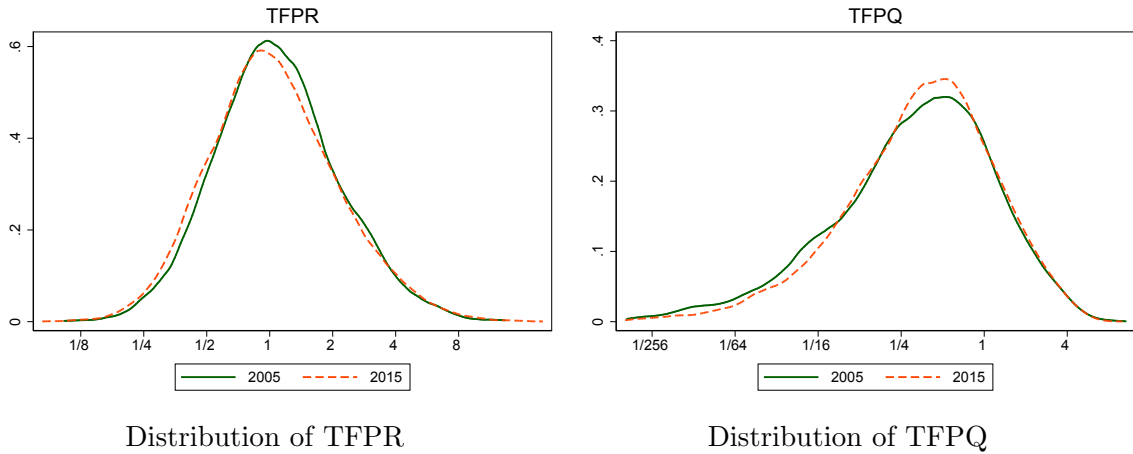 TFPR
.6
.4
.2
0
1/8 1/4 1/2 1 2 4 8
2005 2015
Distribution of TFPR
TFPQ
.4
.3
.2
.1
0
1/256 1/64 1/16 1/4 1 4
2005 2015
Distribution of TFPQ